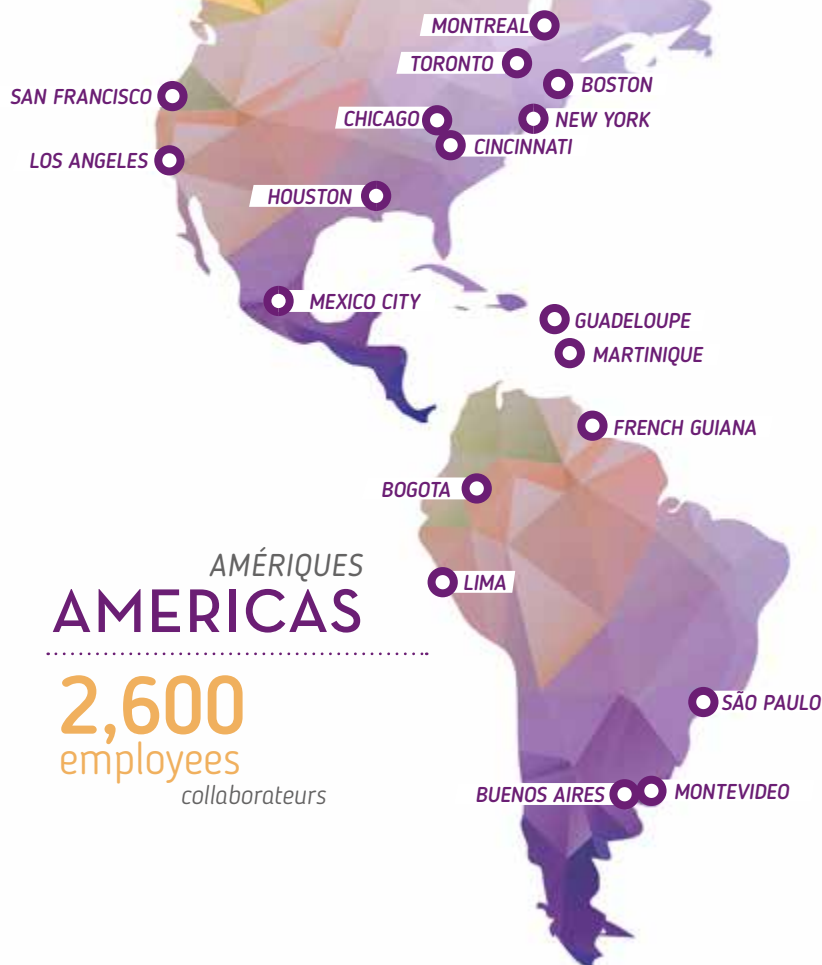 MONTREAL
TORONTO
BOSTON
SAN FRANCISCO
CHICAGO
NEW YORK
CINCINNATI
LOS ANGELES
HOUSTON
MEXICO CITY
GUADELOUPE
MARTINIQUE
FRENCH GUIANA
BOGOTA
LIMA
AMÉRIQUES
AMERICAS
2,600
employees
collaborateurs
SÃO PAULO
BUENOS AIRES
MONTEVIDEO